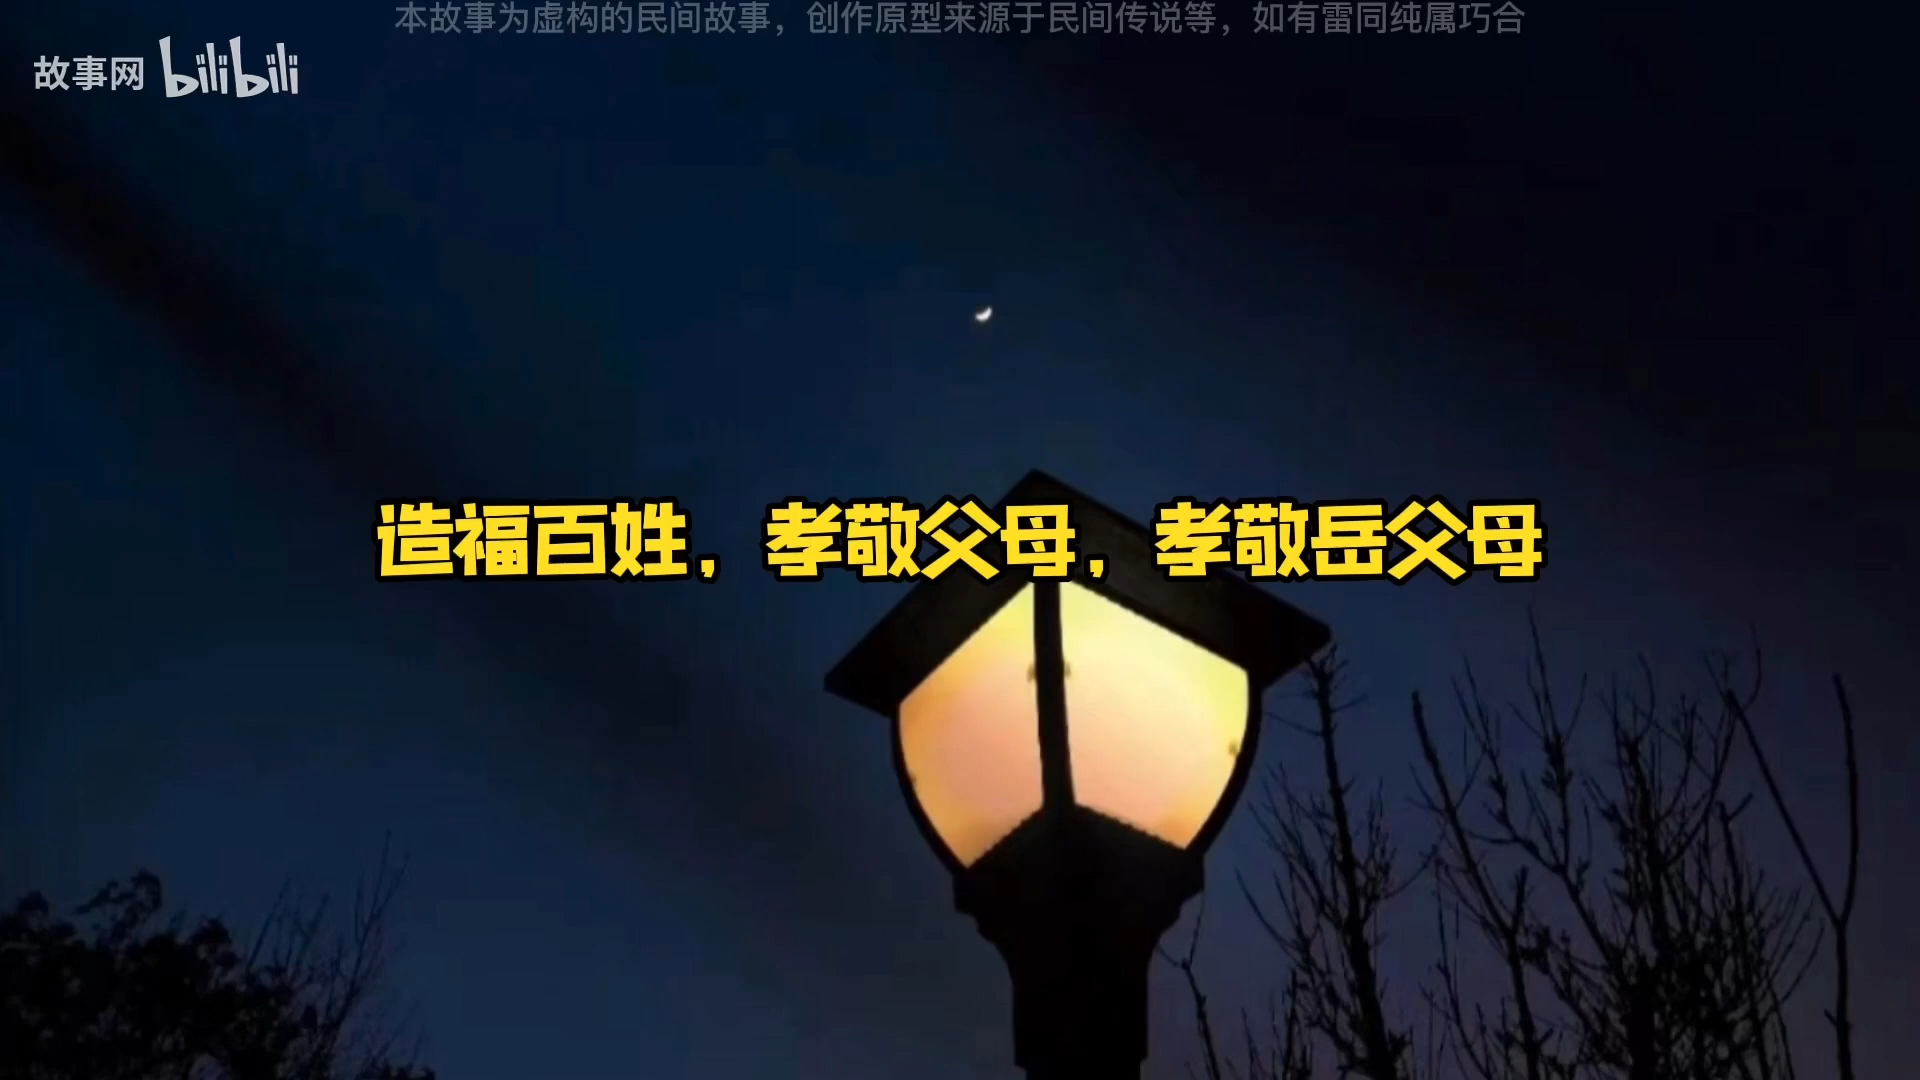 本故事为虚构的民间故事，创作原型来源于民间传说等，如有雷同纯属巧合
故事网 bilibili
造福百姓，孝敬父母，孝敬岳父母